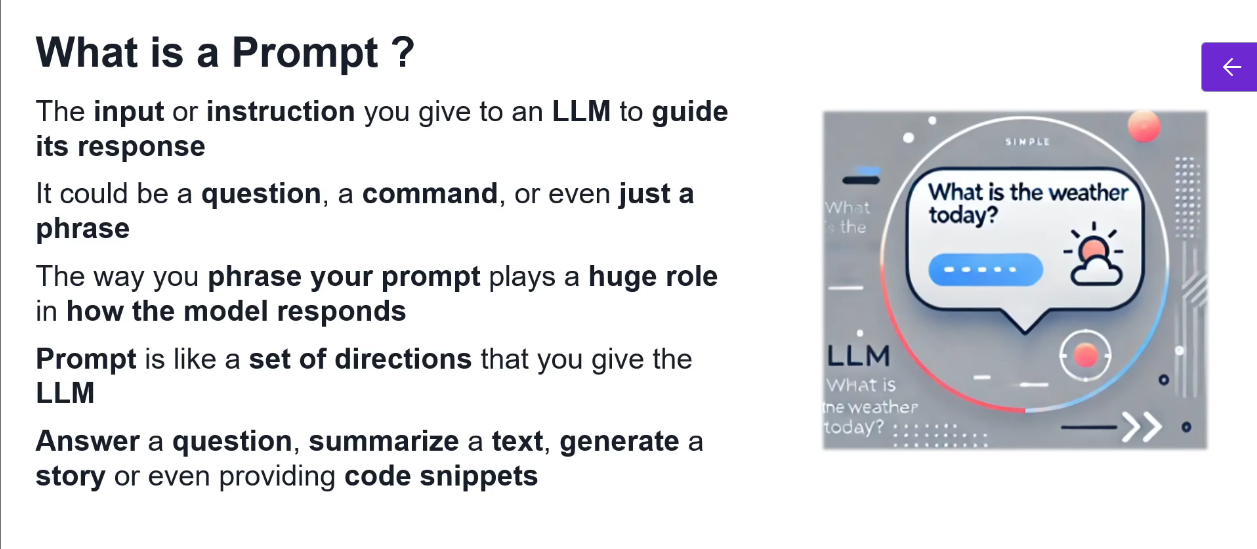 What is a Prompt ?
The input or instruction you give to an LLM to guide
its response
It could be a question, a command, or even just a
phrase
The way you phrase your prompt plays a huge role
in how the model responds
Prompt is like a set of directions that you give the
LLM
Answer a question, summarize a text, generate a
story or even providing code snippets
SIMPLE
What is the weather
today?
What
s the
LLM
What is
he weather
today?